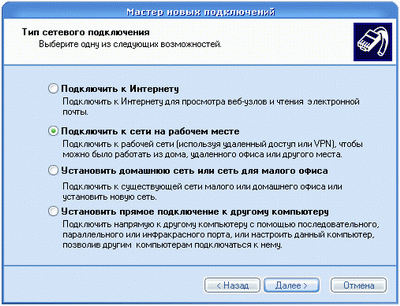 Мастер новых подключений
Тип сетевого подключения
Выберите одну из следующих возможностей.
Подключить к Интернету
Подключить к Интернету для просмотра веб-узлов и чтения электронной
почты.
Подключить к сети на рабочем месте
Подключить к рабочей сети (используя удаленный доступ или VPN), чтобы
можно было работать из дома, удаленного офиса или другого места.
Установить домашнюю сеть или сеть для малого офиса
Подключить к существующей сети малого или домашнего офиса или
установить новую сеть.
Установить прямое подключение к другому компьютеру
Подключить напрямую к другому компьютеру с помощью последовательного,
параллельного или инфракрасного порта, или настроить данный компьютер,
позволив другим компьютерам подключаться к нему.
< Назад Далее > Отмена